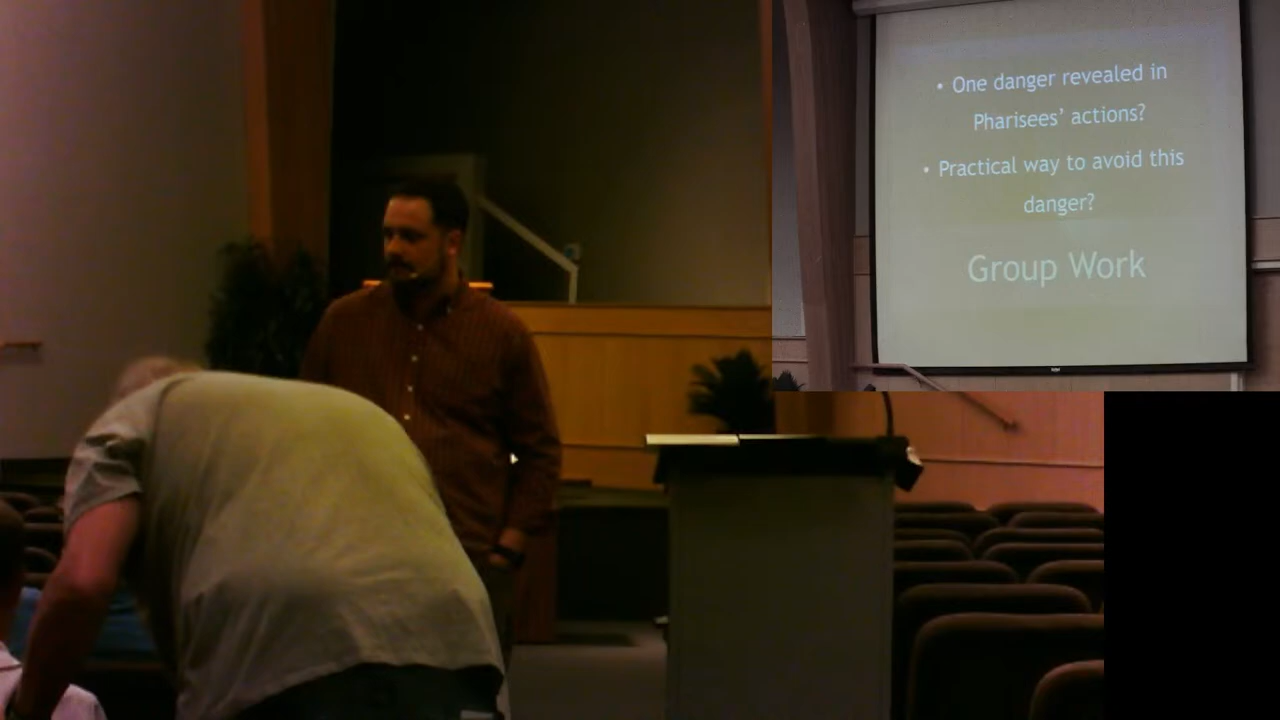 • One danger revealed in
Pharisees' actions?
• Practical way to avoid this
danger?
Group Work